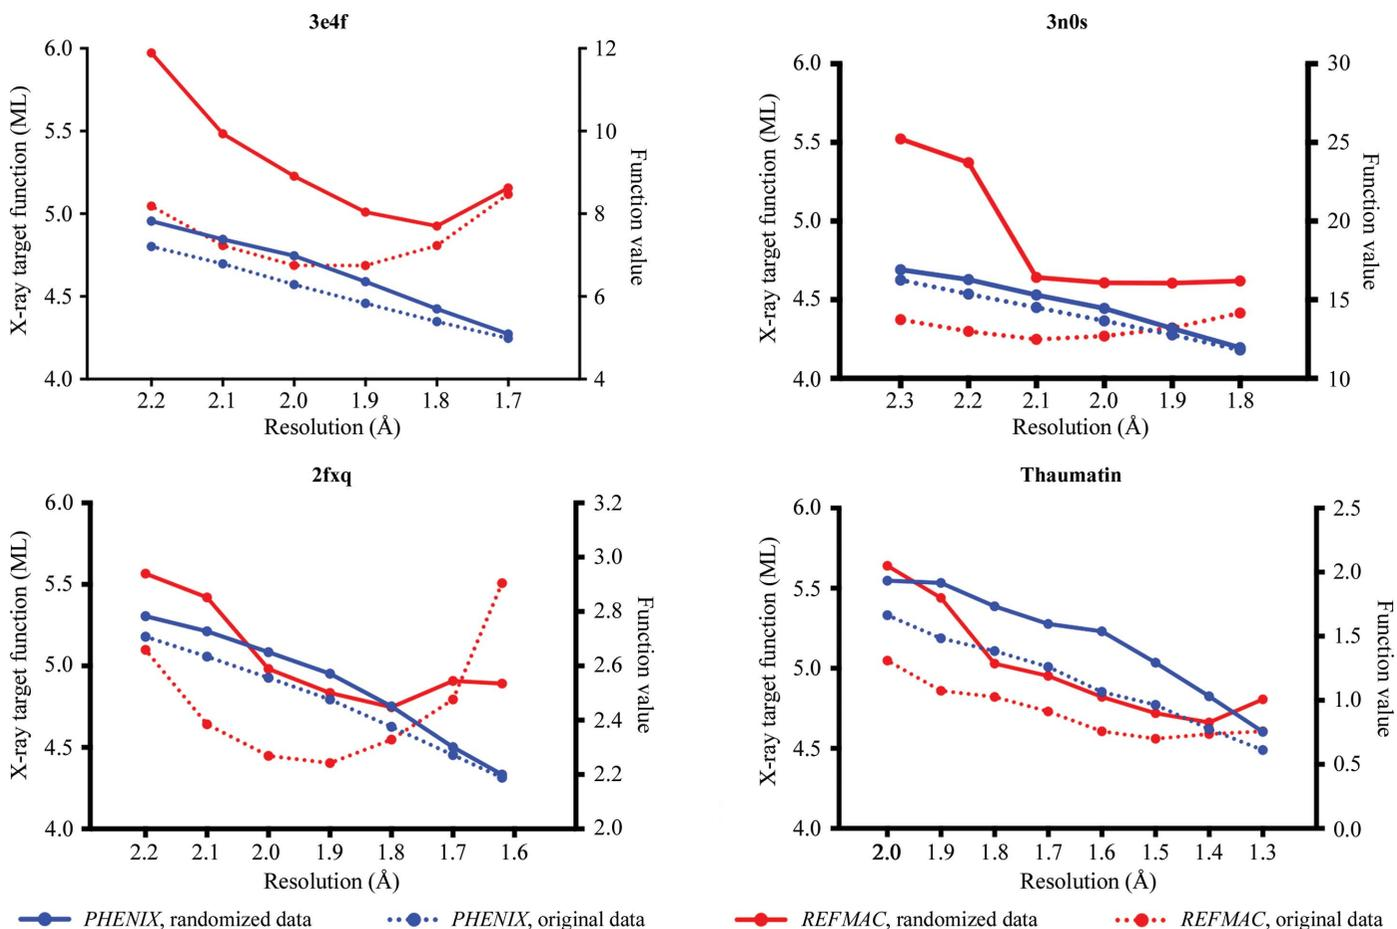 3e4f
6.0
5.5
5.0
4.5
4.0
X-ray target function (ML)
12
10
8
6
4
Function value
2.2 2.1 2.0 1.9 1.8 1.7
Resolution (Å)
3n0s
6.0
5.5
5.0
4.5
4.0
X-ray target function (ML)
30
25
20
15
10
Function value
2.3 2.2 2.1 2.0 1.9 1.8
Resolution (Å)
2fxq
6.0
5.5
5.0
4.5
4.0
X-ray target function (ML)
3.2
3.0
2.8
2.6
2.4
2.2
2.0
Function value
2.2 2.1 2.0 1.9 1.8 1.7 1.6
Resolution (Å)
Thaumatin
6.0
5.5
5.0
4.5
4.0
X-ray target function (ML)
2.5
2.0
1.5
1.0
0.5
0.0
Function value
2.0 1.9 1.8 1.7 1.6 1.5 1.4 1.3
Resolution (Å)
PHENIX, randomized data PHENIX, original data REFMAC, randomized data REFMAC, original data